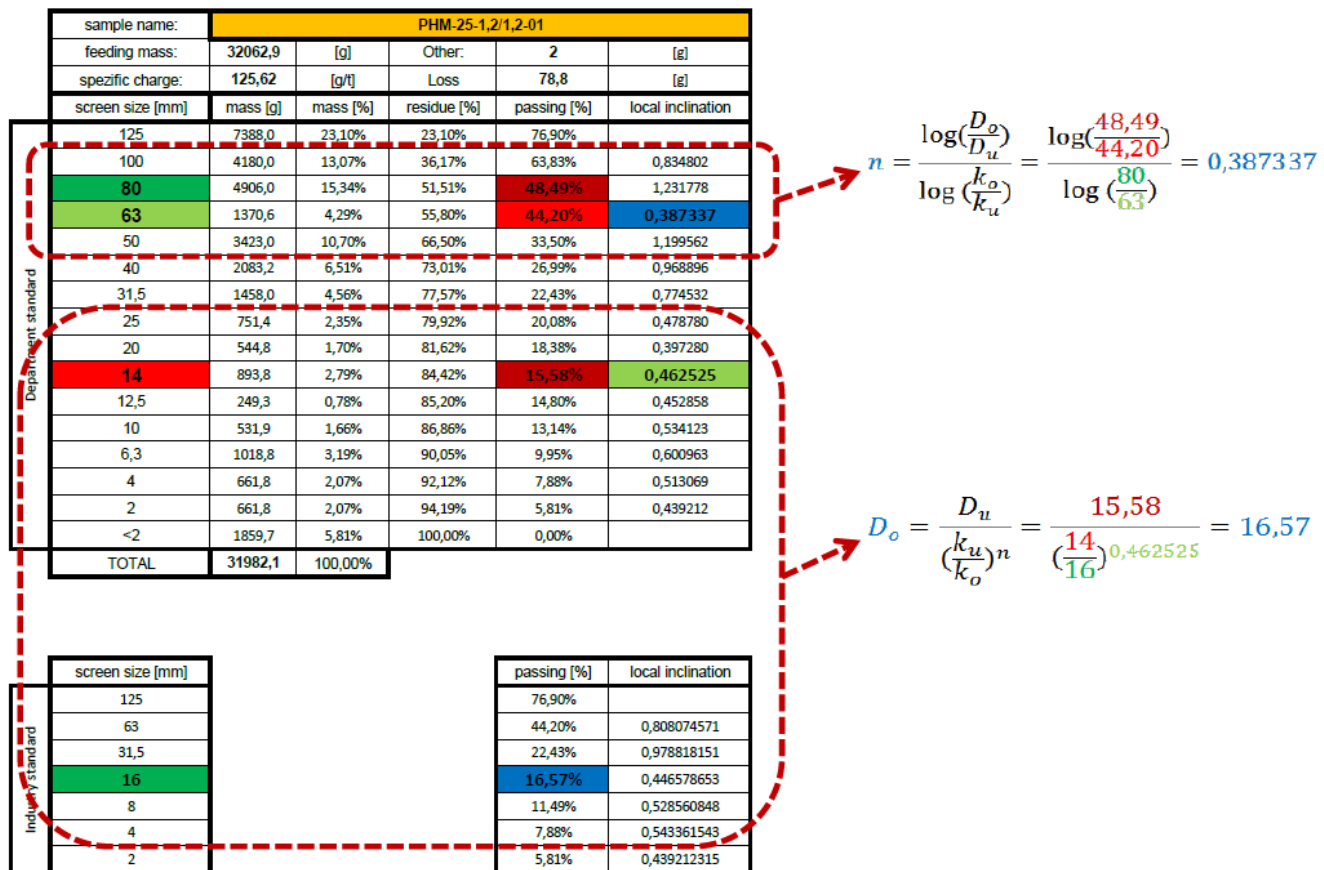 sample name: PHM-25-1,2/1,2-01
feeding mass: 32062,9 [g] Other: 2 [g]
spezific charge: 125,62 [g/t] Loss 78,8 [g]
screen size [mm] mass [g] mass [%] residue [%] passing [%] local inclination
Department standard
125 7388,0 23,10% 23,10% 76,90%
100 4180,0 13,07% 36,17% 63,83% 0,834802
80 4906,0 15,34% 51,51% 48,49% 1,231778
63 1370,6 4,29% 55,80% 44,20% 0,387337
50 3423,0 10,70% 66,50% 33,50% 1,199562
40 2083,2 6,51% 73,01% 26,99% 0,968896
31,5 1458,0 4,56% 77,57% 22,43% 0,774532
25 751,4 2,35% 79,92% 20,08% 0,478780
20 544,8 1,70% 81,62% 18,38% 0,397280
14 893,8 2,79% 84,42% 15,58% 0,462525
12,5 249,3 0,78% 85,20% 14,80% 0,452858
10 531,9 1,66% 86,86% 13,14% 0,534123
6,3 1018,8 3,19% 90,05% 9,95% 0,600963
4 661,8 2,07% 92,12% 7,88% 0,513069
2 661,8 2,07% 94,19% 5,81% 0,439212
<2 1859,7 5,81% 100,00% 0,00%
TOTAL 31982,1 100,00%
n = log(D_o/D_u) / log (k_o/k_u) = log(48,49/44,20) / log (80/63) = 0,387337
D_o = D_u / (k_u/k_o)^n = 15,58 / (14/16)^0,462525 = 16,57
screen size [mm] passing [%] local inclination
Industry standard
125 76,90%
63 44,20% 0,808074571
31,5 22,43% 0,978818151
16 16,57% 0,446578653
8 11,49% 0,528560848
4 7,88% 0,543361543
2 5,81% 0,439212315